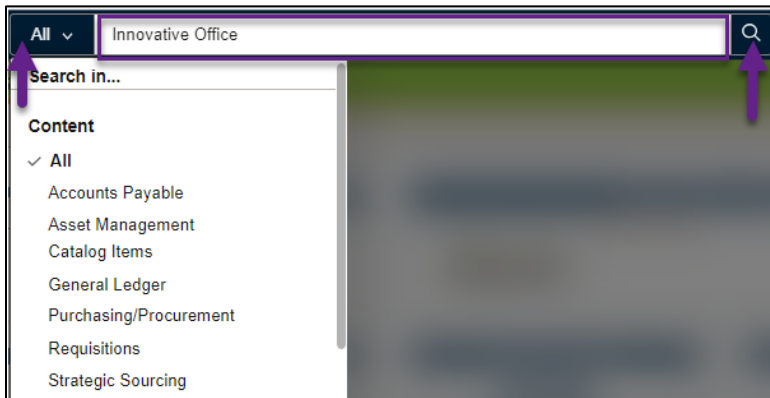 All
Innovative Office
Search in...
Content
All
Accounts Payable
Asset Management
Catalog Items
General Ledger
Purchasing/Procurement
Requisitions
Strategic Sourcing